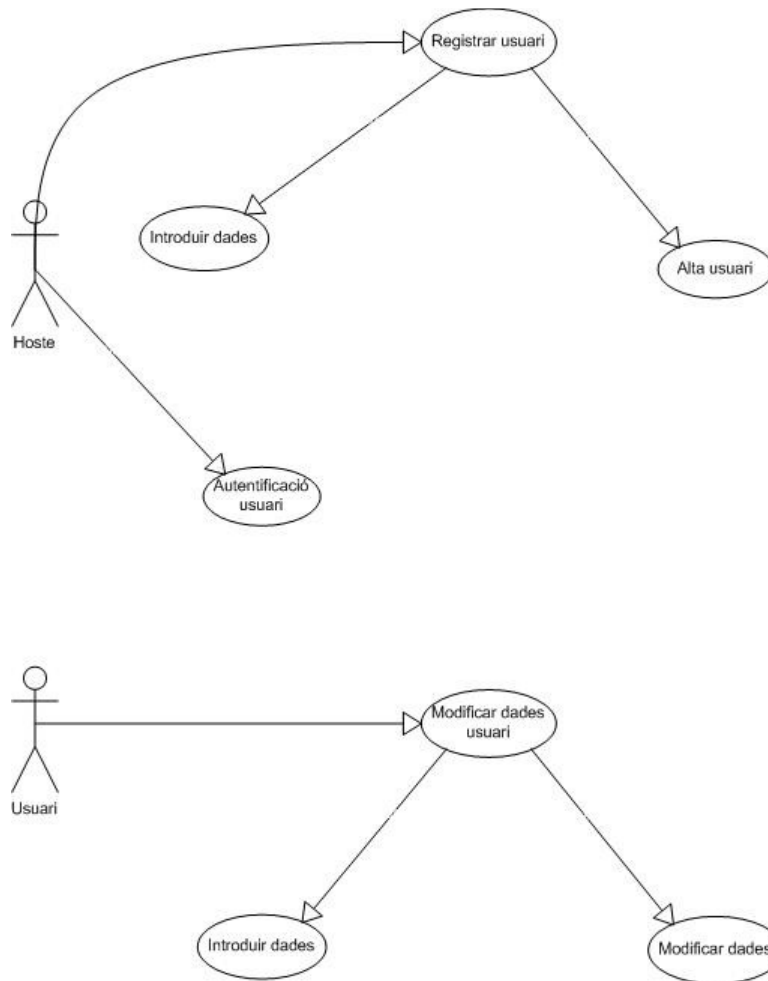 Registrar usuari
Introduir dades
Alta usuari
Hoste
Autentificació
usuari
Modificar dades
usuari
Usuari
Introduir dades
Modificar dades